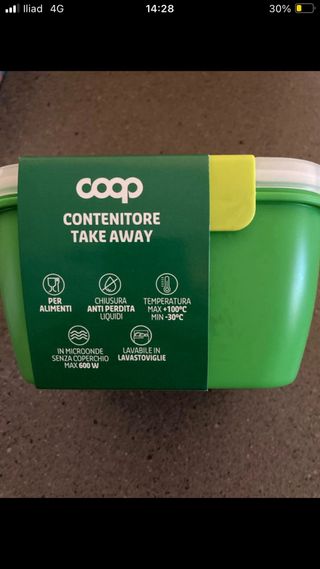 Iliad 4G 14:28 30%
coop
CONTENITORE
TAKE AWAY
PER
ALIMENTI
CHIUSURA
ANTI PERDITA
LIQUIDI
TEMPERATURA
MAX +100°C
MIN -30°C
IN MICROONDE
SENZA COPERCHIO
MAX 600 W
LAVABILE IN
LAVASTOVIGLIE